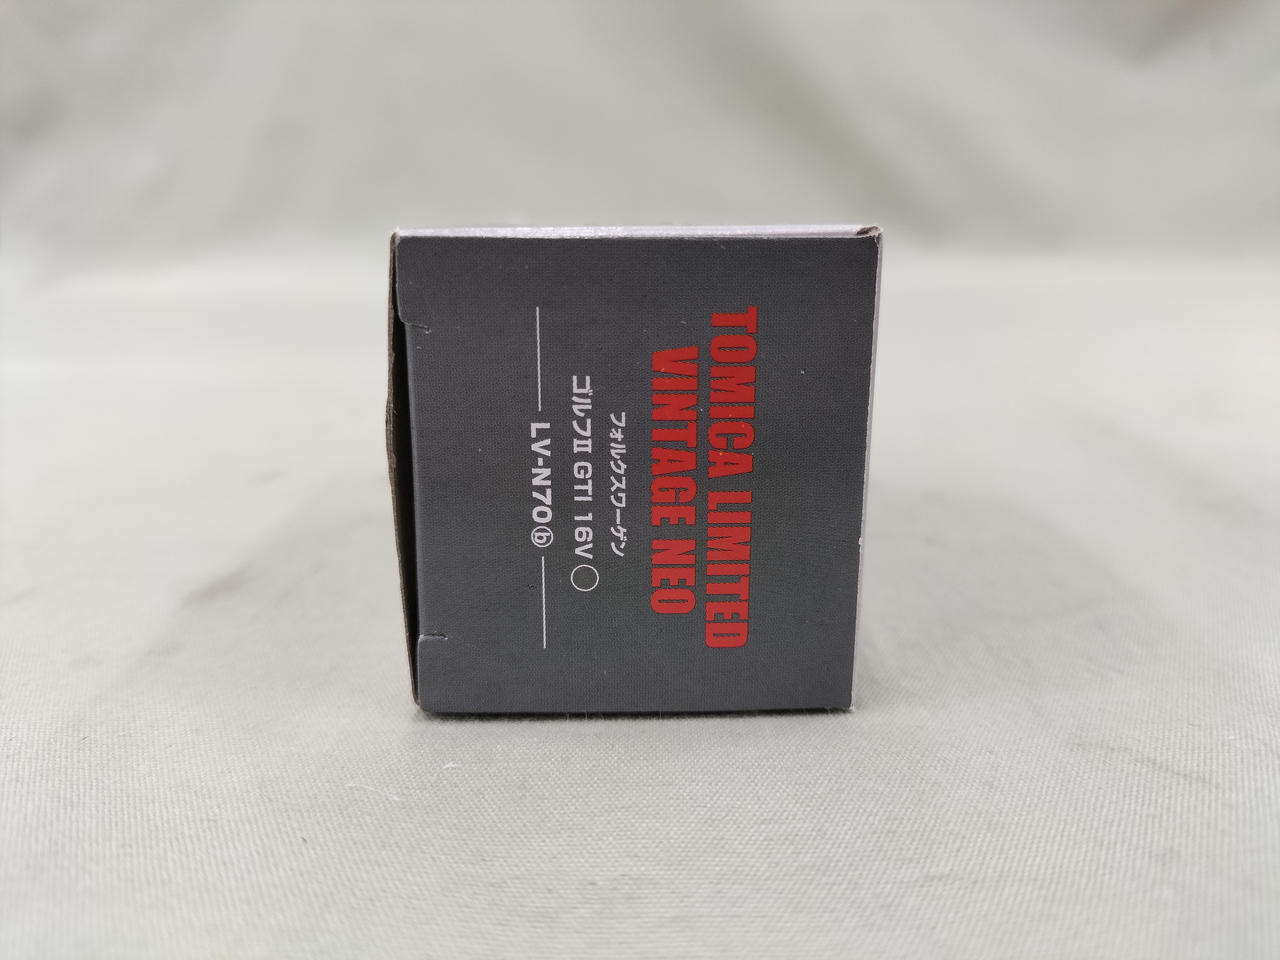 TOMICA LIMITED
VINTAGE NEO
フォルクスワーゲン
ゴルフⅡ GTI 16V ○
LV-N70ⓑ